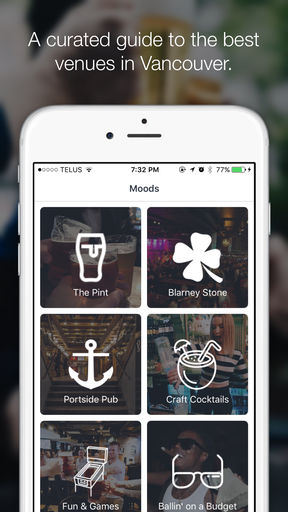 A curated guide to the best
venues in Vancouver.
TELUS 7:32 PM 77%
Moods
The Pint
Blarney Stone
Portside Pub
Craft Cocktails
Fun & Games
Ballin' on a Budget